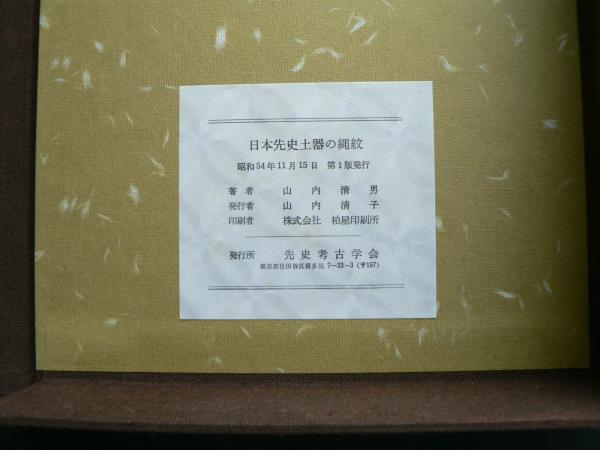 日本先史土器の縄紋
昭和54年11月15日 第1版発行
著者 山内清男
発行者 山内清子
印刷者 株式会社 柏屋印刷所
発行所 先史考古学会
東京都世田谷区喜多見 7—23—3 (〒157)